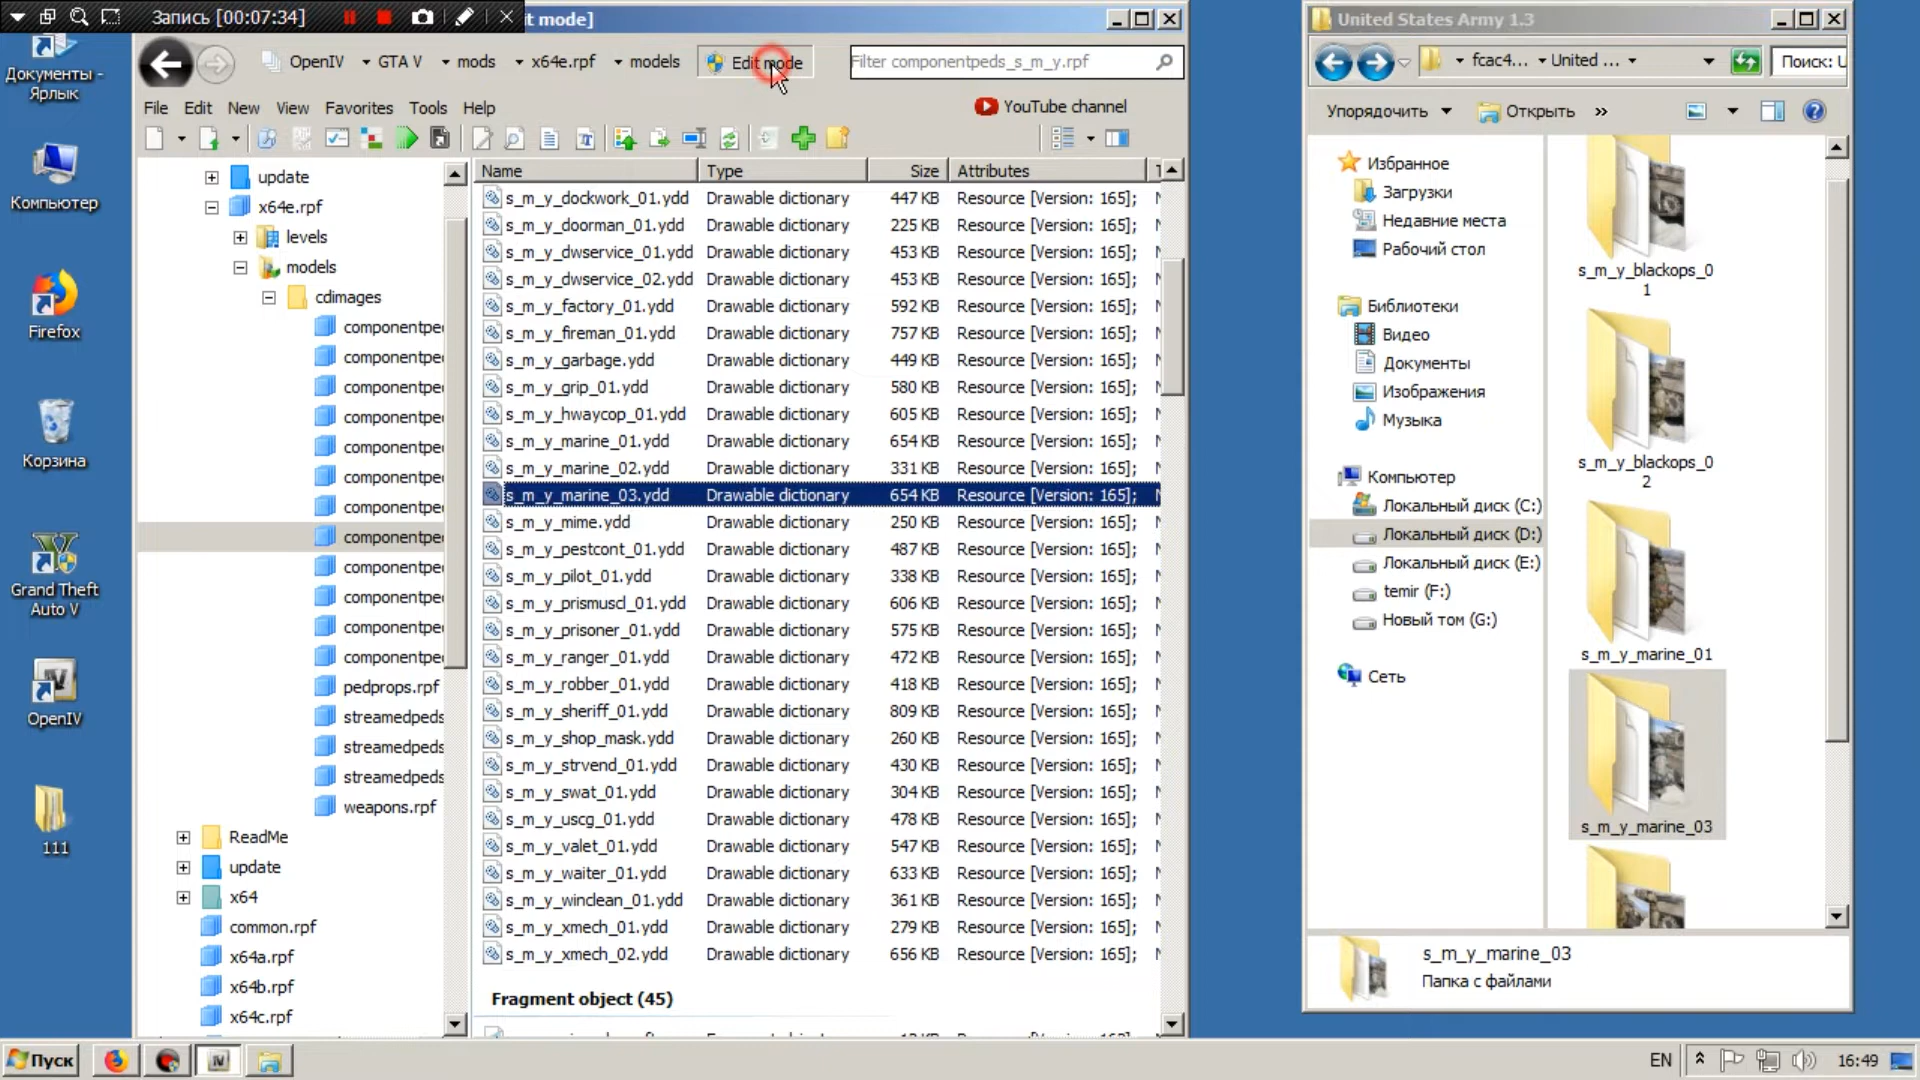 Запись [00:07:34]
it mode]
OpenIV
GTA V
mods
x64e.rpf
models
Edit mode
Filter componentpeds_s_m_y.rpf
File Edit New View Favorites Tools Help
YouTube channel
Документы - Ярлык
Компьютер
Firefox
Корзина
Grand Theft Auto V
OpenIV
111
update
x64e.rpf
levels
models
cdimages
componentpe
componentpe
componentpe
componentpe
componentpe
componentpe
componentpe
componentpe
componentpe
componentpe
componentpe
componentpe
pedprops.rpf
streamedpeds
streamedpeds
streamedpeds
weapons.rpf
ReadMe
update
x64
common.rpf
x64a.rpf
x64b.rpf
x64c.rpf
Name Type Size Attributes
s_m_y_dockwork_01.ydd Drawable dictionary 447 KB Resource [Version: 165];
s_m_y_doorman_01.ydd Drawable dictionary 225 KB Resource [Version: 165];
s_m_y_dwservice_01.ydd Drawable dictionary 453 KB Resource [Version: 165];
s_m_y_dwservice_02.ydd Drawable dictionary 453 KB Resource [Version: 165];
s_m_y_factory_01.ydd Drawable dictionary 592 KB Resource [Version: 165];
s_m_y_fireman_01.ydd Drawable dictionary 757 KB Resource [Version: 165];
s_m_y_garbage.ydd Drawable dictionary 449 KB Resource [Version: 165];
s_m_y_grip_01.ydd Drawable dictionary 580 KB Resource [Version: 165];
s_m_y_hwaycop_01.ydd Drawable dictionary 605 KB Resource [Version: 165];
s_m_y_marine_01.ydd Drawable dictionary 654 KB Resource [Version: 165];
s_m_y_marine_02.ydd Drawable dictionary 331 KB Resource [Version: 165];
s_m_y_marine_03.ydd Drawable dictionary 654 KB Resource [Version: 165];
s_m_y_mime.ydd Drawable dictionary 250 KB Resource [Version: 165];
s_m_y_pestcont_01.ydd Drawable dictionary 487 KB Resource [Version: 165];
s_m_y_pilot_01.ydd Drawable dictionary 338 KB Resource [Version: 165];
s_m_y_prismuscl_01.ydd Drawable dictionary 606 KB Resource [Version: 165];
s_m_y_prisoner_01.ydd Drawable dictionary 575 KB Resource [Version: 165];
s_m_y_ranger_01.ydd Drawable dictionary 472 KB Resource [Version: 165];
s_m_y_robber_01.ydd Drawable dictionary 418 KB Resource [Version: 165];
s_m_y_sheriff_01.ydd Drawable dictionary 809 KB Resource [Version: 165];
s_m_y_shop_mask.ydd Drawable dictionary 260 KB Resource [Version: 165];
s_m_y_strvend_01.ydd Drawable dictionary 430 KB Resource [Version: 165];
s_m_y_swat_01.ydd Drawable dictionary 304 KB Resource [Version: 165];
s_m_y_uscg_01.ydd Drawable dictionary 478 KB Resource [Version: 165];
s_m_y_valet_01.ydd Drawable dictionary 547 KB Resource [Version: 165];
s_m_y_waiter_01.ydd Drawable dictionary 633 KB Resource [Version: 165];
s_m_y_winclean_01.ydd Drawable dictionary 361 KB Resource [Version: 165];
s_m_y_xmech_01.ydd Drawable dictionary 279 KB Resource [Version: 165];
s_m_y_xmech_02.ydd Drawable dictionary 656 KB Resource [Version: 165];
Fragment object (45)
United States Army 1.3
fcac4... United ...
Поиск: U
Упорядочить Открыть »
Избранное
Загрузки
Недавние места
Рабочий стол
Библиотеки
Видео
Документы
Изображения
Музыка
Компьютер
Локальный диск (C:)
Локальный диск (D:)
Локальный диск (E:)
temir (F:)
Новый том (G:)
Сеть
s_m_y_blackops_0
1
s_m_y_blackops_0
2
s_m_y_marine_01
s_m_y_marine_03
s_m_y_marine_03
Папка с файлами
Пуск
EN
16:49